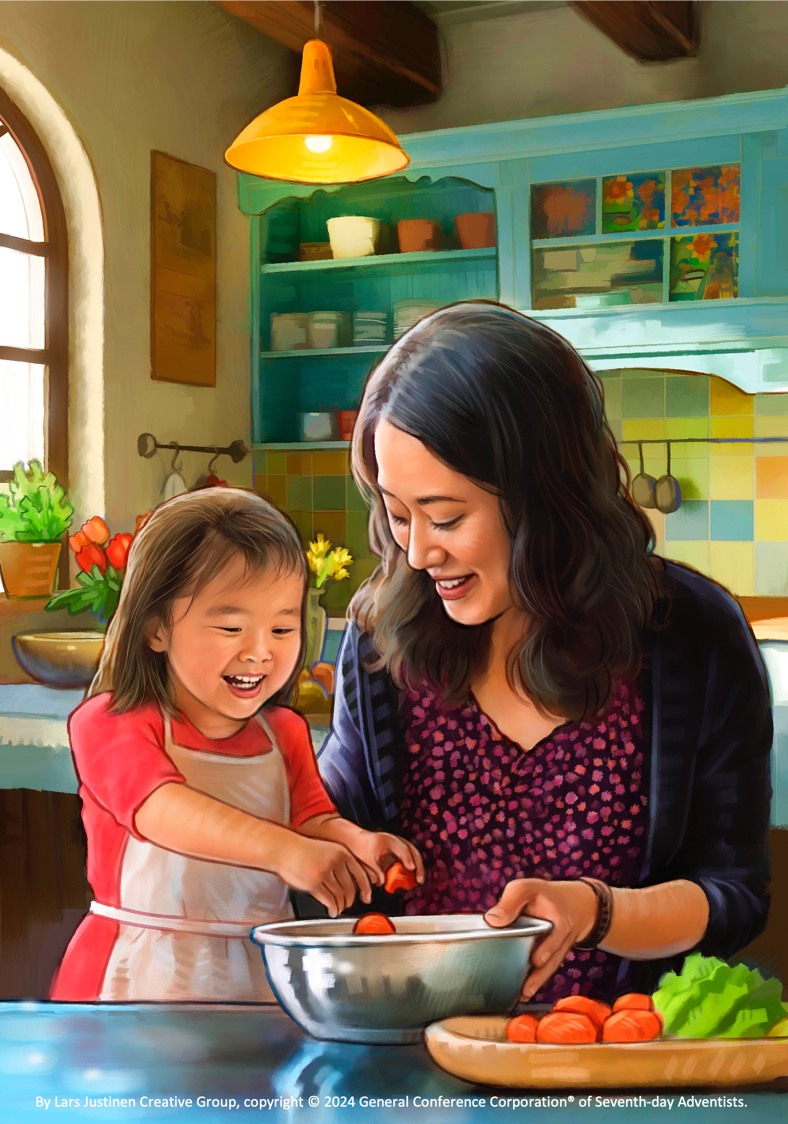 By Lars Justinen Creative Group, copyright © 2024 General Conference Corporation® of Seventh-day Adventists.